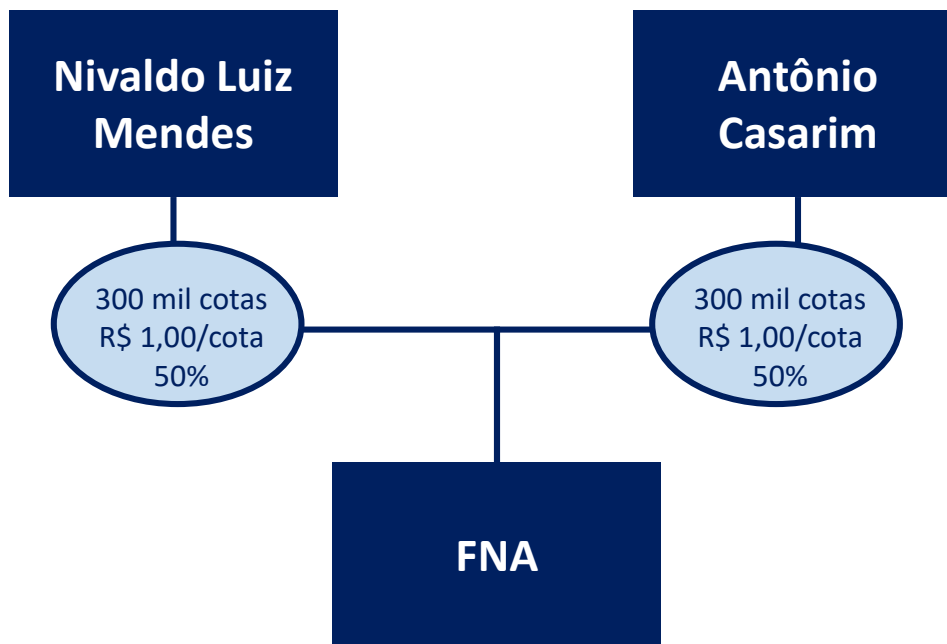 Nivaldo Luiz
Mendes
Antônio
Casarim
300 mil cotas
R$ 1,00/cota
50%
300 mil cotas
R$ 1,00/cota
50%
FNA